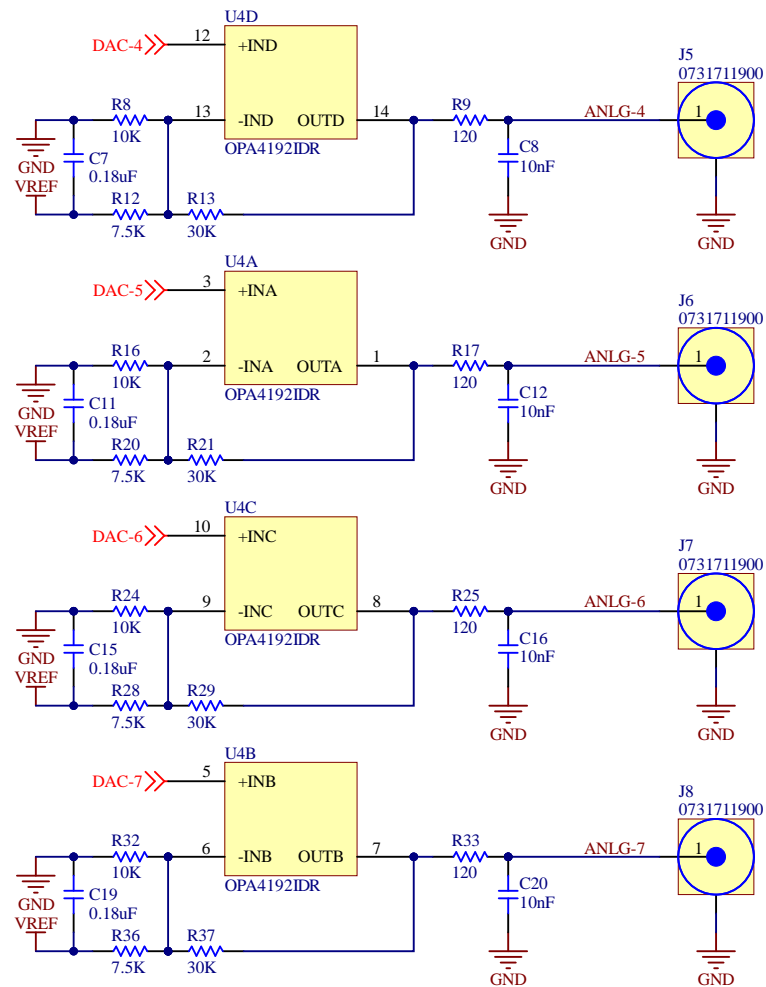 U4D
DAC-4
12
+IND
J5
0731711900
R8
13
-IND
OUTD
14
R9
ANLG-4
1
10K
120
GND
C7
0.18uF
C8
10nF
VREF
R12
R13
7.5K
30K
OPA4192IDR
GND
GND
U4A
DAC-5
3
+INA
J6
0731711900
R16
2
-INA
OUTA
1
R17
ANLG-5
1
10K
120
GND
C11
0.18uF
C12
10nF
VREF
R20
R21
7.5K
30K
OPA4192IDR
GND
GND
U4C
DAC-6
10
+INC
J7
0731711900
R24
9
-INC
OUTC
8
R25
ANLG-6
1
10K
120
GND
C15
0.18uF
C16
10nF
VREF
R28
R29
7.5K
30K
OPA4192IDR
GND
GND
U4B
DAC-7
5
+INB
J8
0731711900
R32
6
-INB
OUTB
7
R33
ANLG-7
1
10K
120
GND
C19
0.18uF
C20
10nF
VREF
R36
R37
7.5K
30K
OPA4192IDR
GND
GND